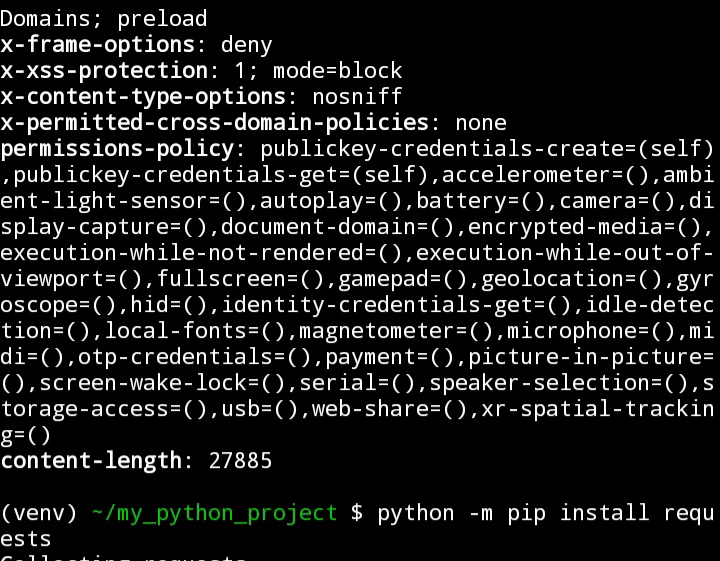 Domains; preload
x-frame-options: deny
x-xss-protection: 1; mode=block
x-content-type-options: nosniff
x-permitted-cross-domain-policies: none
permissions-policy: publickey-credentials-create=(self)
,publickey-credentials-get=(self),accelerometer=(),ambi
ent-light-sensor=(),autoplay=(),battery=(),camera=(),di
splay-capture=(),document-domain=(),encrypted-media=(),
execution-while-not-rendered=(),execution-while-out-of-
viewport=(),fullscreen=(),gamepad=(),geolocation=(),gyr
oscope=(),hid=(),identity-credentials-get=(),idle-detec
tion=(),local-fonts=(),magnetometer=(),microphone=(),mi
di=(),otp-credentials=(),payment=(),picture-in-picture=
(),screen-wake-lock=(),serial=(),speaker-selection=(),s
torage-access=(),usb=(),web-share=(),xr-spatial-trackin
g=()
content-length: 27885
(venv) ~/my_python_project $ python -m pip install requ
ests
Collecting requests